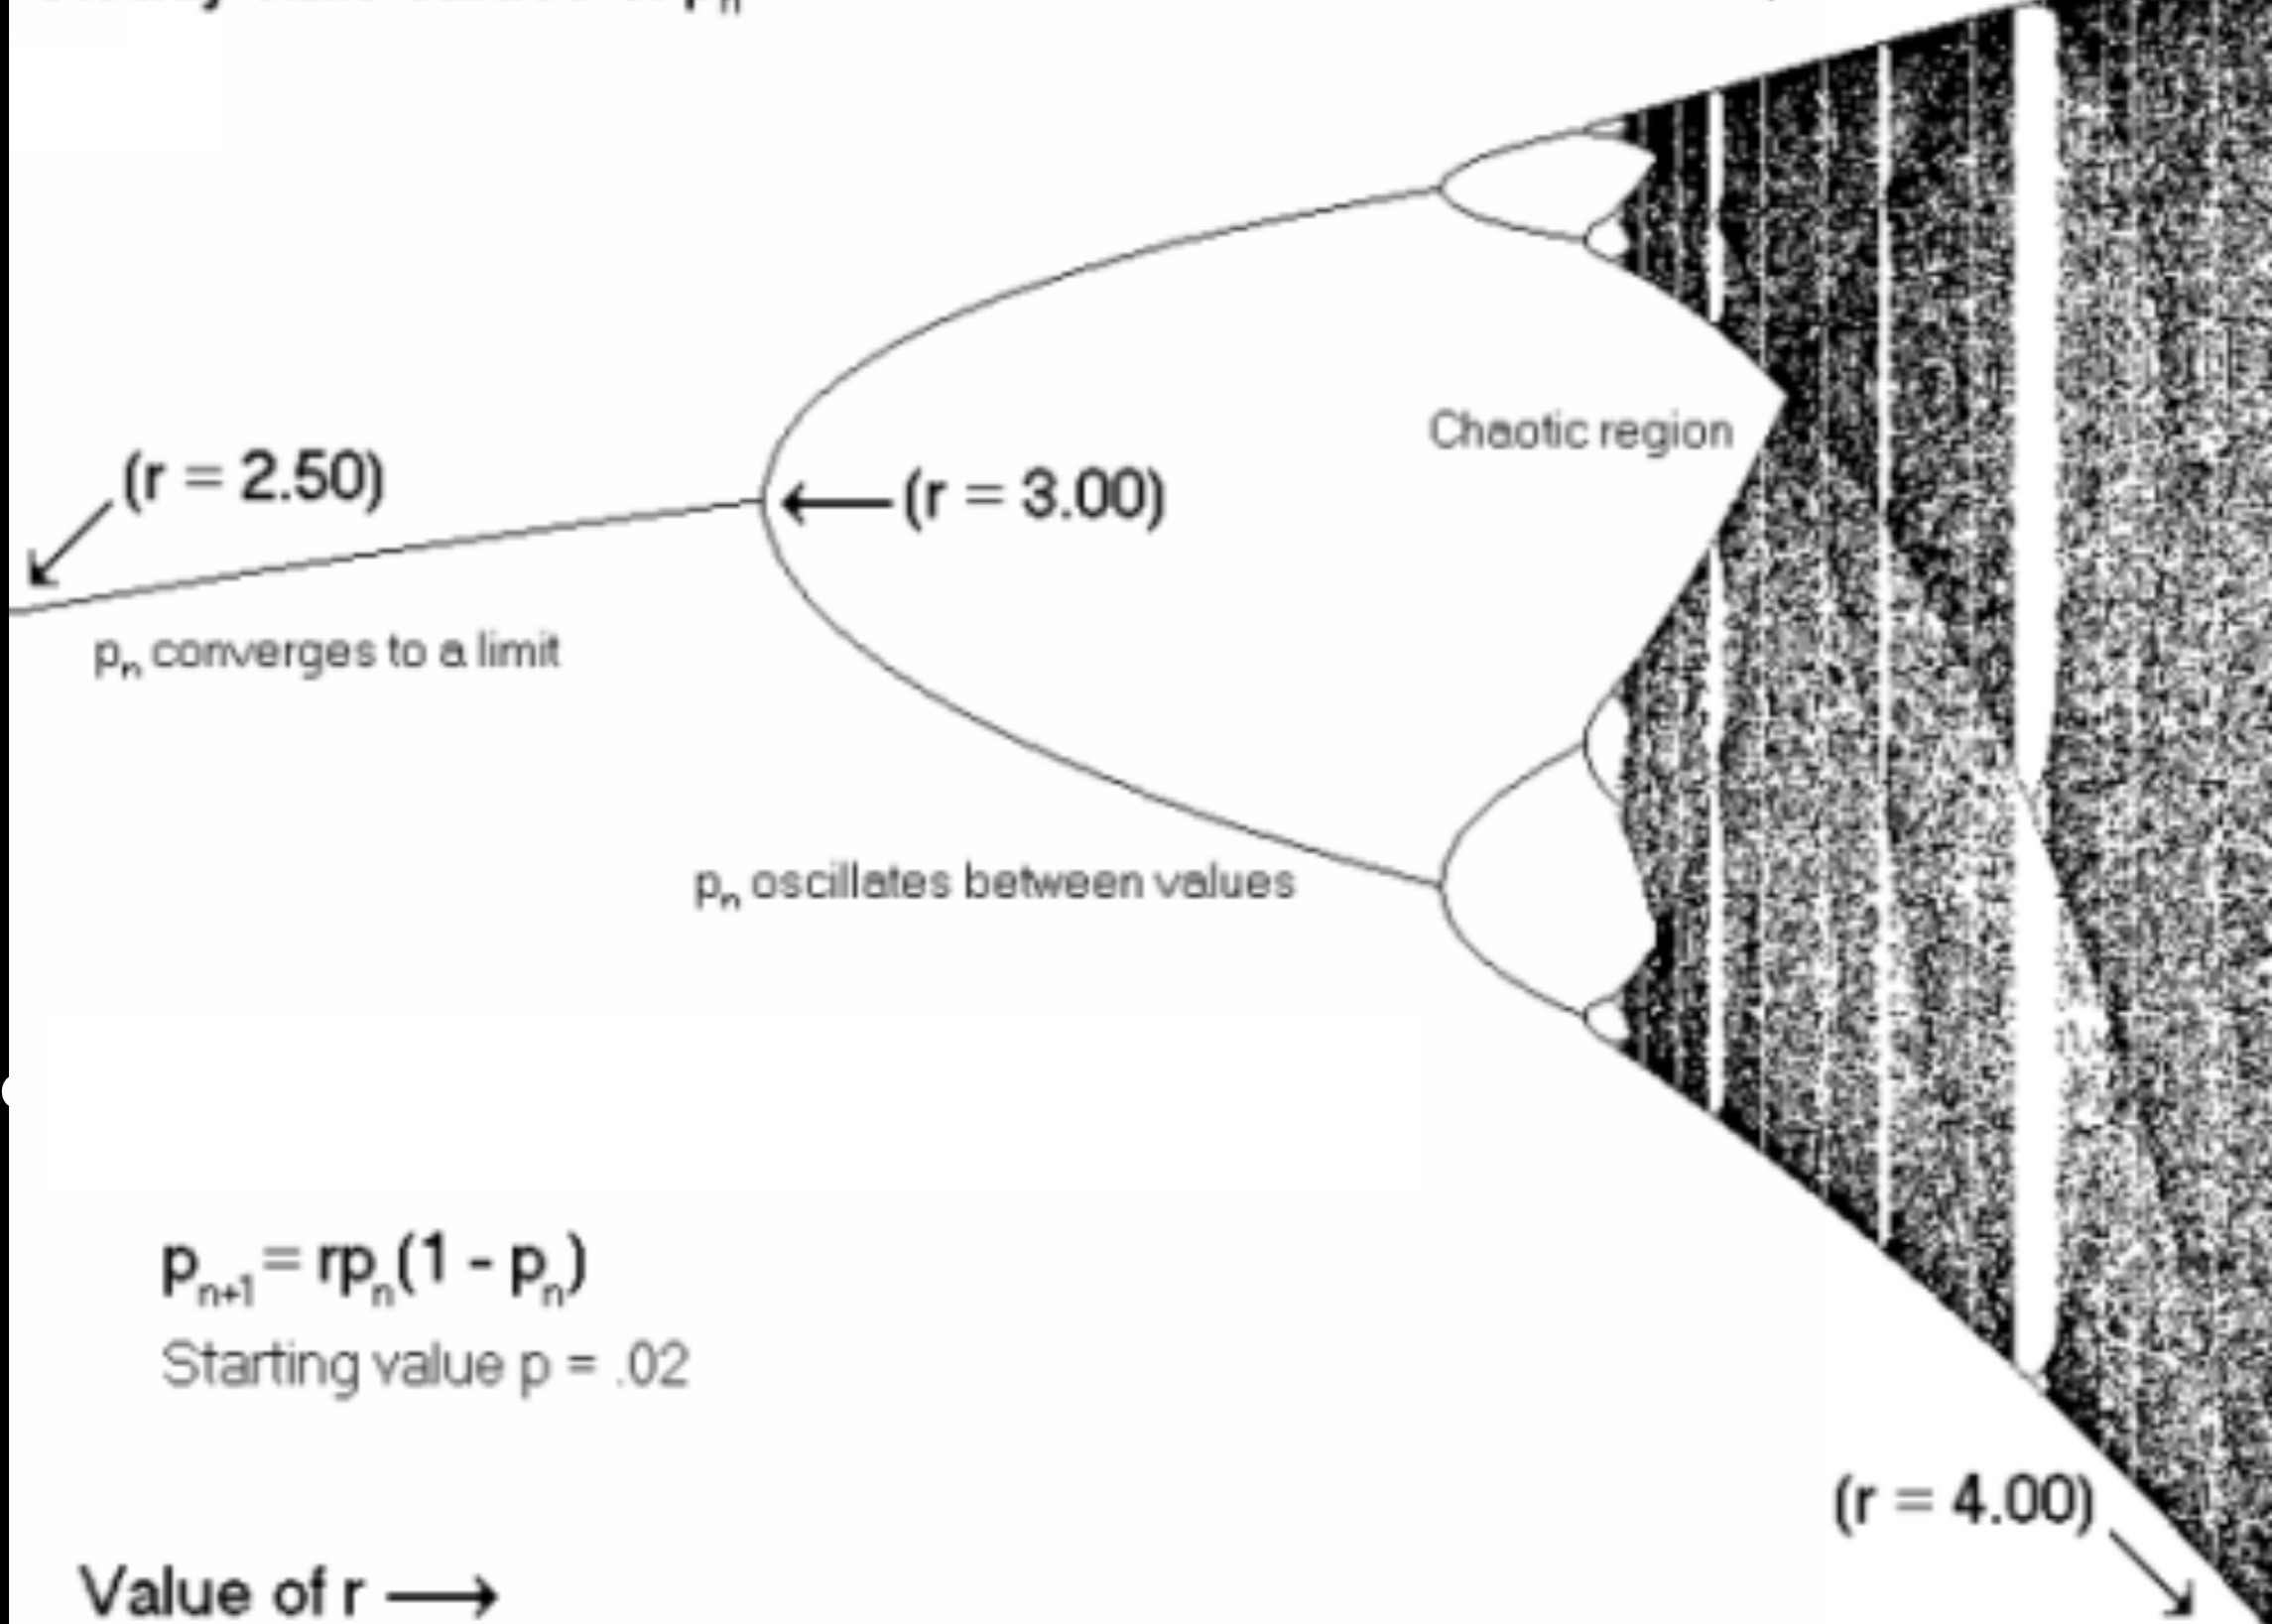 (r = 2.50)
(r = 3.00)
Chaotic region
pₙ converges to a limit
pₙ oscillates between values
pₙ₊₁ = rpₙ(1 - pₙ)
Starting value p = .02
(r = 4.00)
Value of r →